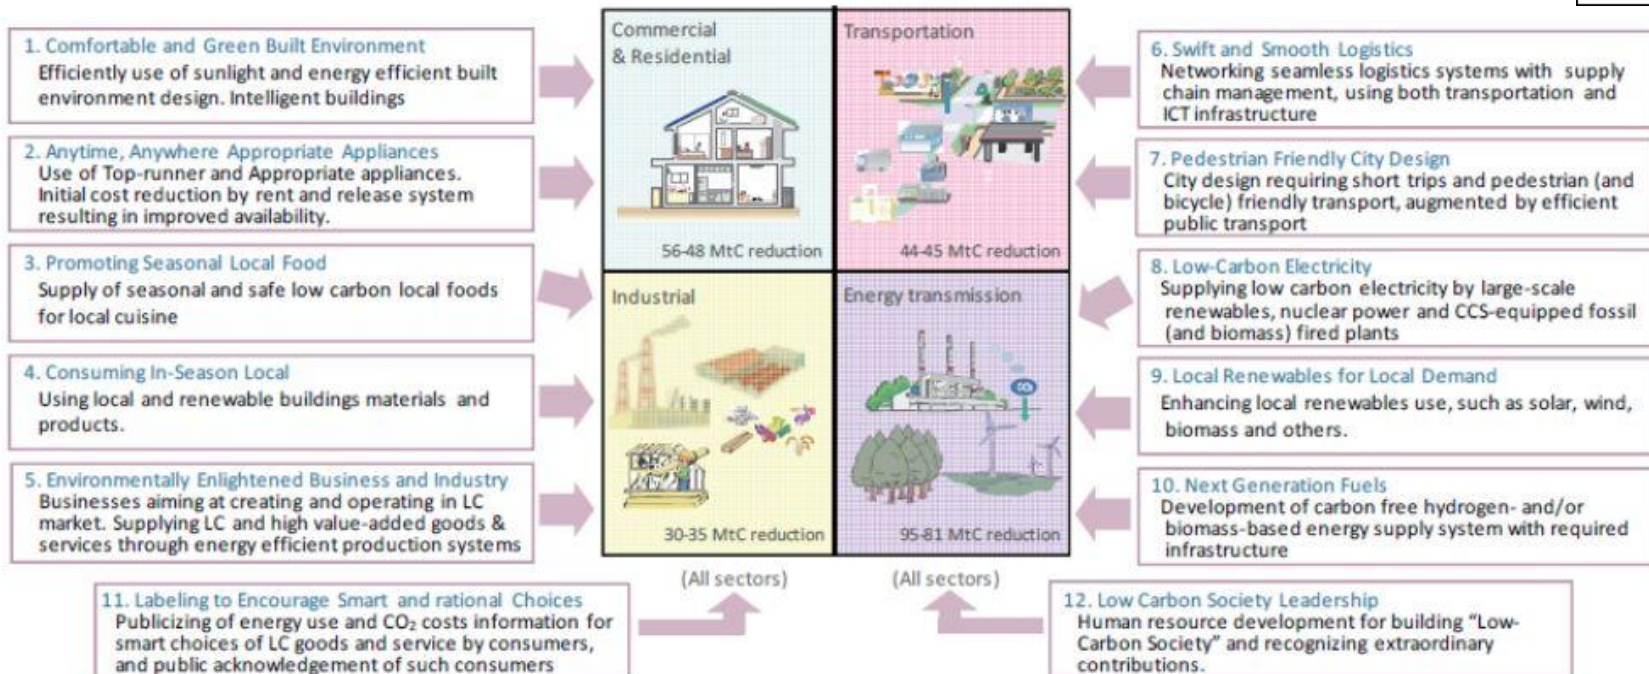 1. Comfortable and Green Built Environment
Efficiently use of sunlight and energy efficient built
environment design. Intelligent buildings
2. Anytime, Anywhere Appropriate Appliances
Use of Top-runner and Appropriate appliances.
Initial cost reduction by rent and release system
resulting in improved availability.
3. Promoting Seasonal Local Food
Supply of seasonal and safe low carbon local foods
for local cuisine
4. Consuming In-Season Local
Using local and renewable buildings materials and
products.
5. Environmentally Enlightened Business and Industry
Businesses aiming at creating and operating in LC
market. Supplying LC and high value-added goods &
services through energy efficient production systems
Commercial
& Residential
56-48 MtC reduction
Transportation
44-45 MtC reduction
Industrial
30-35 MtC reduction
Energy transmission
CO₂
95-81 MtC reduction
6. Swift and Smooth Logistics
Networking seamless logistics systems with supply
chain management, using both transportation and
ICT infrastructure
7. Pedestrian Friendly City Design
City design requiring short trips and pedestrian (and
bicycle) friendly transport, augmented by efficient
public transport
8. Low-Carbon Electricity
Supplying low carbon electricity by large-scale
renewables, nuclear power and CCS-equipped fossil
(and biomass) fired plants
9. Local Renewables for Local Demand
Enhancing local renewables use, such as solar, wind,
biomass and others.
10. Next Generation Fuels
Development of carbon free hydrogen- and/or
biomass-based energy supply system with required
infrastructure
(All sectors)
(All sectors)
11. Labeling to Encourage Smart and rational Choices
Publicizing of energy use and CO₂ costs information for
smart choices of LC goods and service by consumers,
and public acknowledgement of such consumers
12. Low Carbon Society Leadership
Human resource development for building “Low-
Carbon Society” and recognizing extraordinary
contributions.